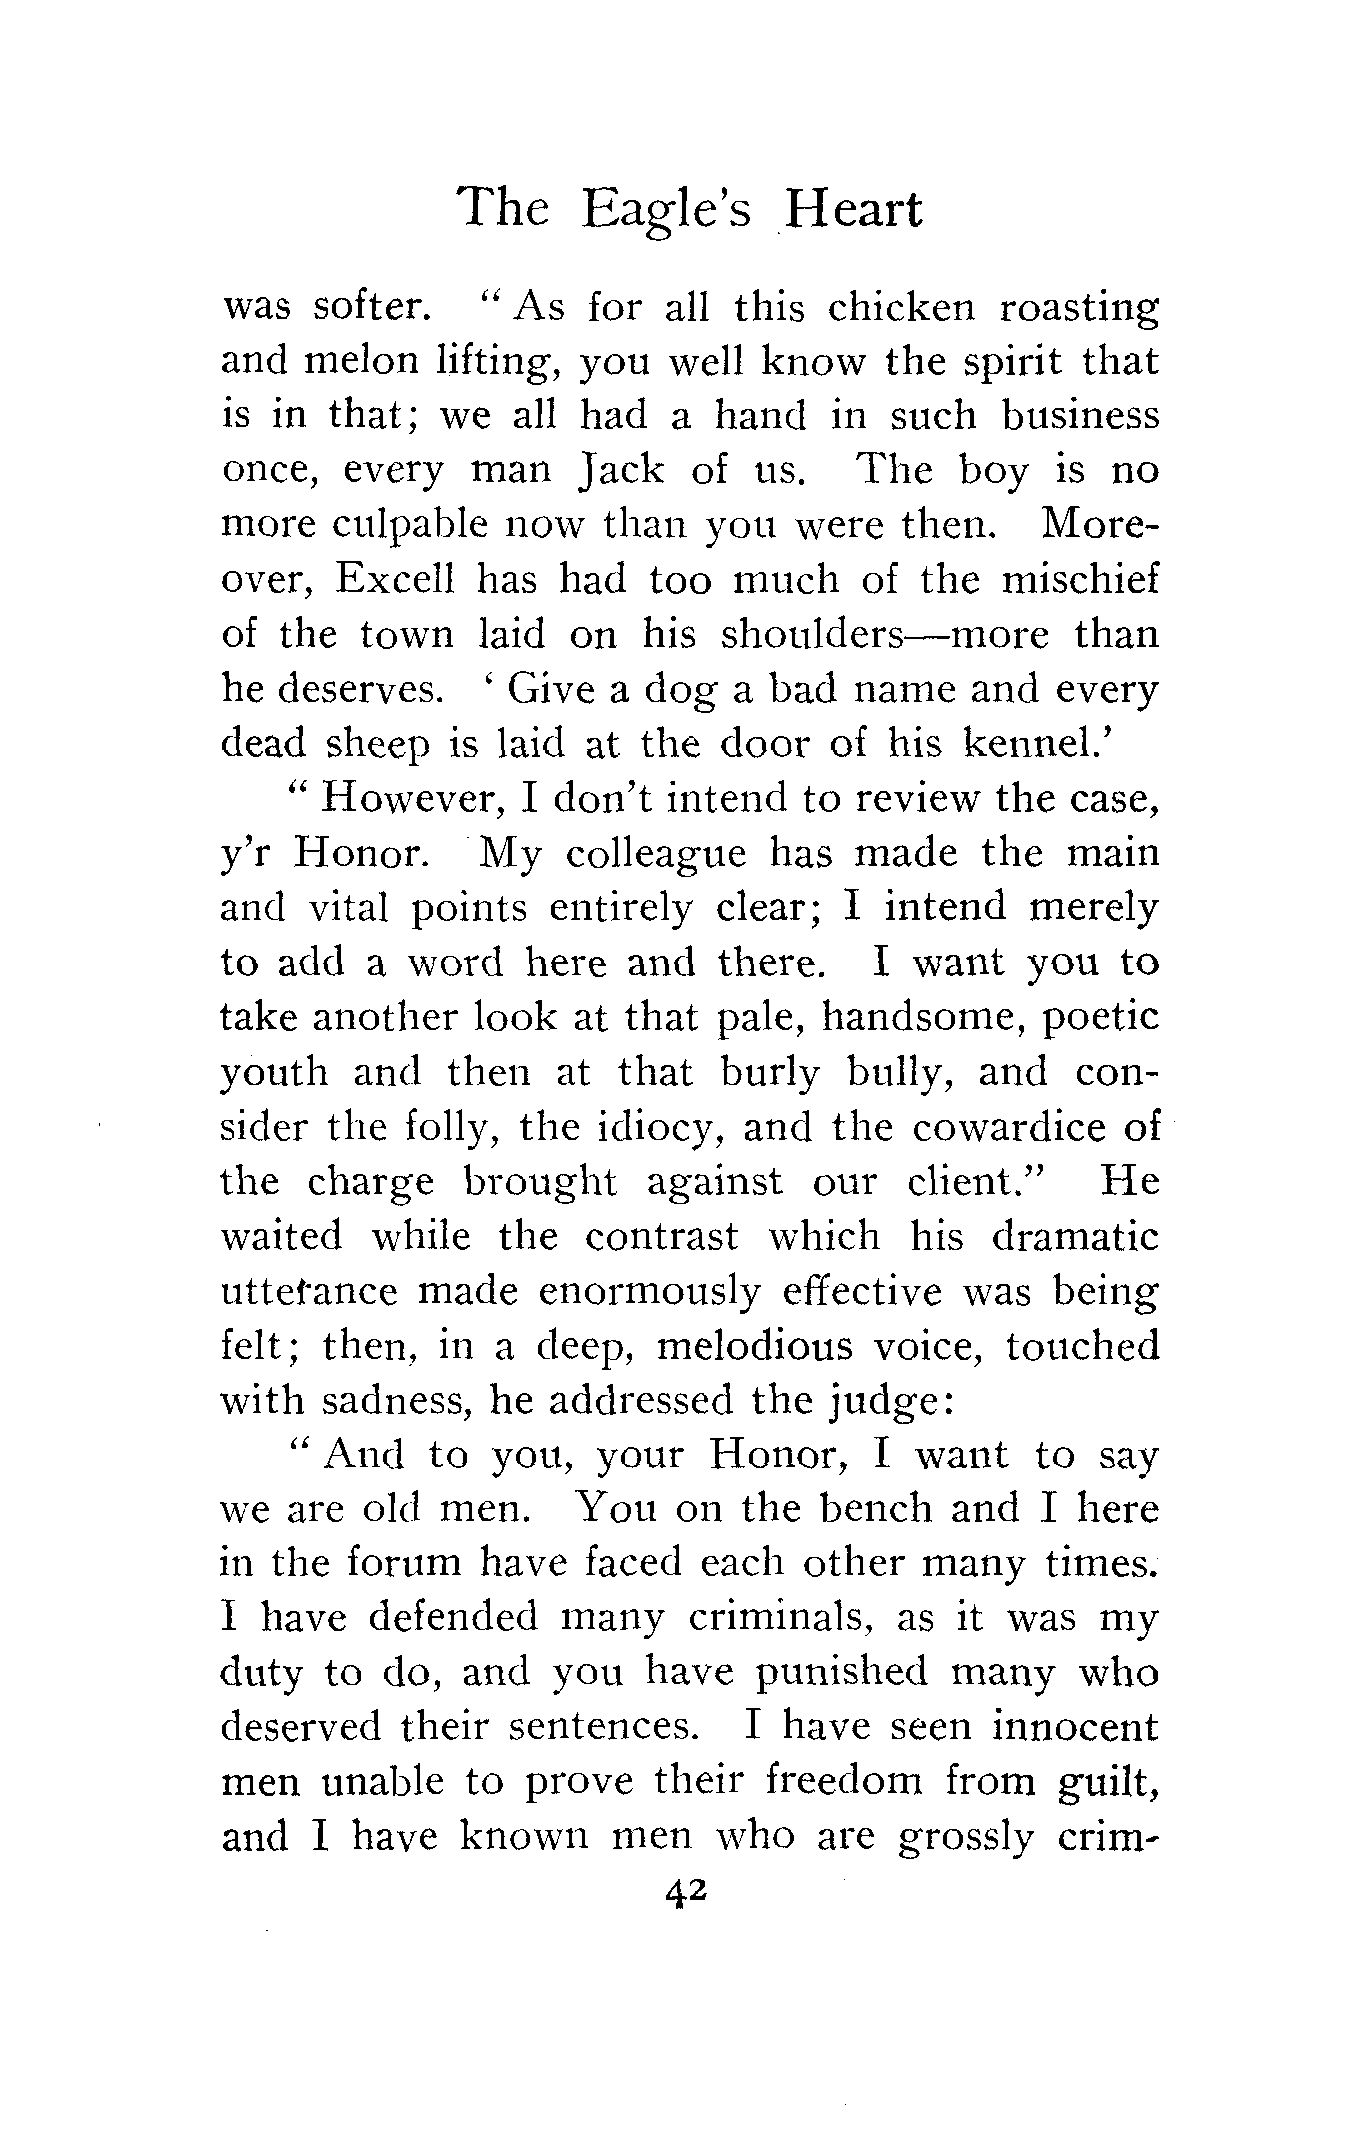 The Eagle's Heart
was softer. “ As for all this chicken roasting
and melon lifting, you well know the spirit that
is in that; we all had a hand in such business
once, every man Jack of us. The boy is no
more culpable now than you were then. More-
over, Excell has had too much of the mischief
of the town laid on his shoulders—more than
he deserves. ‘ Give a dog a bad name and every
dead sheep is laid at the door of his kennel.’
“ However, I don’t intend to review the case,
y’r Honor. My colleague has made the main
and vital points entirely clear; I intend merely
to add a word here and there. I want you to
take another look at that pale, handsome, poetic
youth and then at that burly bully, and con-
sider the folly, the idiocy, and the cowardice of
the charge brought against our client.” He
waited while the contrast which his dramatic
utterance made enormously effective was being
felt; then, in a deep, melodious voice, touched
with sadness, he addressed the judge:
“ And to you, your Honor, I want to say
we are old men. You on the bench and I here
in the forum have faced each other many times.
I have defended many criminals, as it was my
duty to do, and you have punished many who
deserved their sentences. I have seen innocent
men unable to prove their freedom from guilt,
and I have known men who are grossly crim-
42